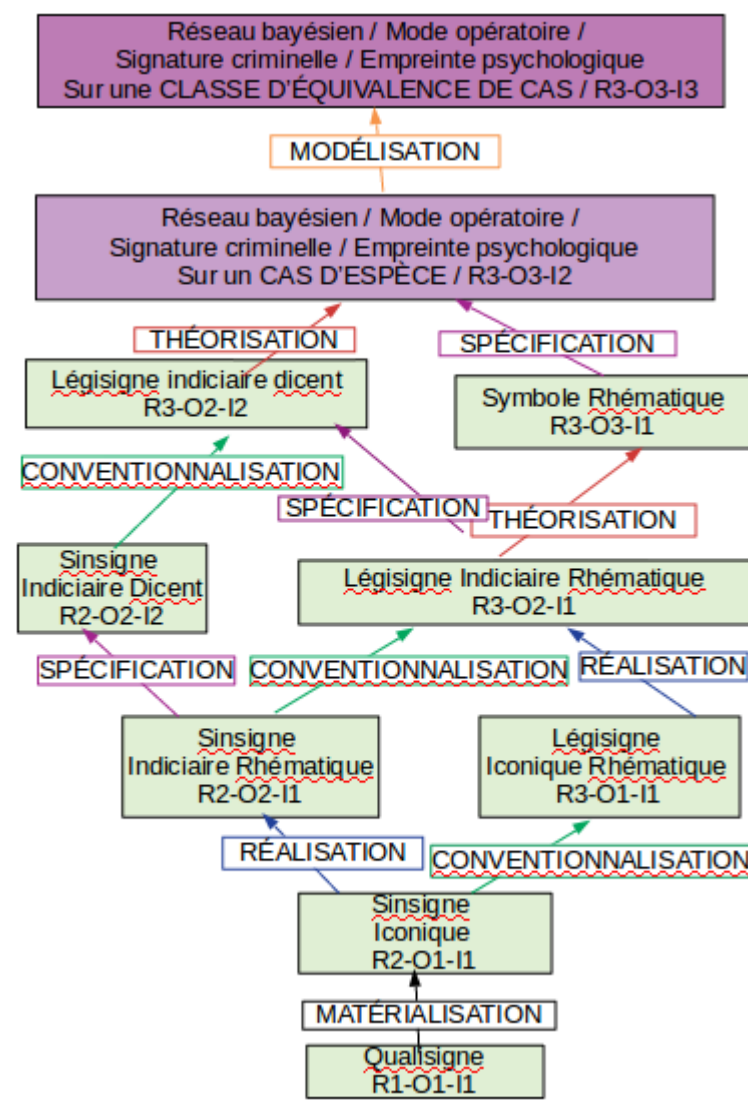 Réseau bayésien / Mode opératoire /
Signature criminelle / Empreinte psychologique
Sur une CLASSE D'ÉQUIVALENCE DE CAS / R3-O3-I3
MODÉLISATION
Réseau bayésien / Mode opératoire /
Signature criminelle / Empreinte psychologique
Sur un CAS D'ESPÈCE / R3-O3-I2
THÉORISATION
SPÉCIFICATION
Légisigne indiciaire dicent
R3-O2-I2
Symbole Rhématique
R3-O3-I1
CONVENTIONNALISATION
SPÉCIFICATION
THÉORISATION
Sinsigne
Indiciaire Dicent
R2-O2-I2
Légisigne Indiciaire Rhématique
R3-O2-I1
SPÉCIFICATION
CONVENTIONNALISATION
RÉALISATION
Sinsigne
Indiciaire Rhématique
R2-O2-I1
Légisigne
Iconique Rhématique
R3-O1-I1
RÉALISATION
CONVENTIONNALISATION
Sinsigne
Iconique
R2-O1-I1
MATÉRIALISATION
Qualisigne
R1-O1-I1